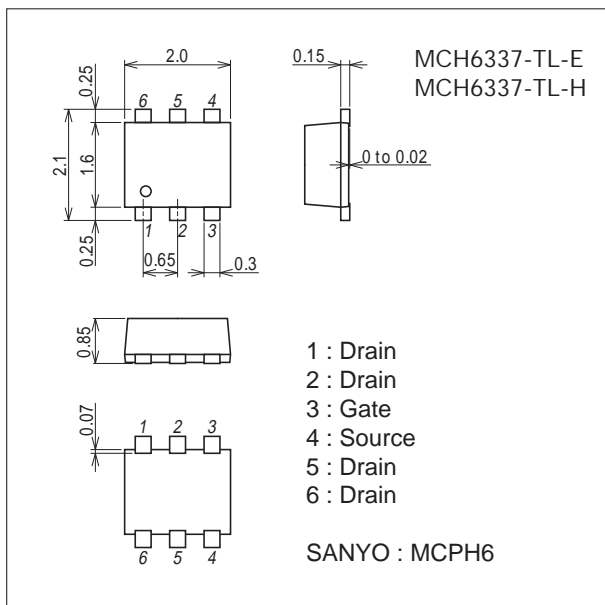 2.0
0.15
MCH6337-TL-E
MCH6337-TL-H
0.25
6 5 4
2.1
1.6
0 to 0.02
0.25
1 2 3
0.65
0.3
0.85
1 : Drain
2 : Drain
3 : Gate
4 : Source
5 : Drain
6 : Drain
0.07
1 2 3
6 5 4
SANYO : MCPH6